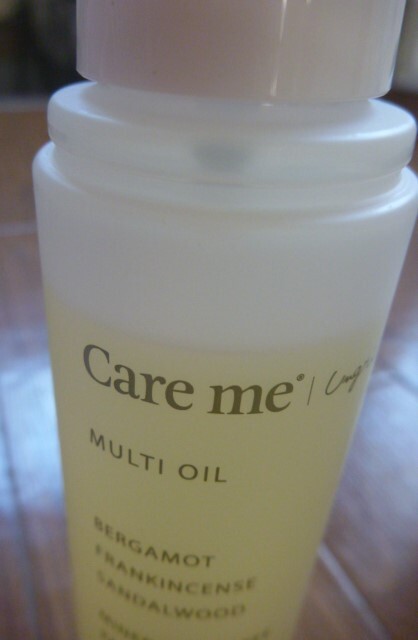 Care me® |
MULTI OIL
BERGAMOT
FRANKINCENSE
SANDALWOOD